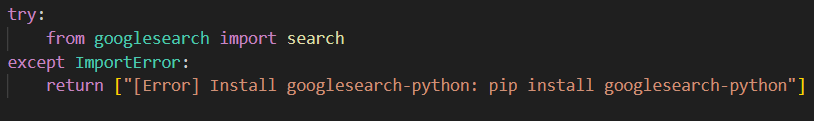 try:
    from googlesearch import search
except ImportError:
    return ["[Error] Install googlesearch-python: pip install googlesearch-python"]